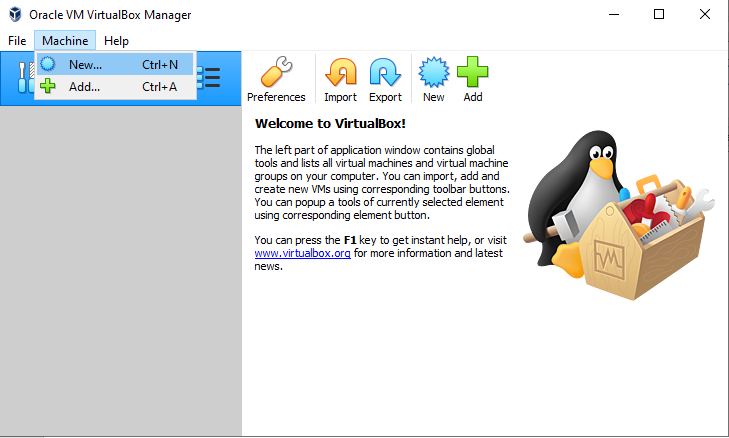 Oracle VM VirtualBox Manager
File Machine Help
New... Ctrl+N
Add... Ctrl+A
Preferences Import Export New Add
Welcome to VirtualBox!
The left part of application window contains global
tools and lists all virtual machines and virtual machine
groups on your computer. You can import, add and
create new VMs using corresponding toolbar buttons.
You can popup a tools of currently selected element
using corresponding element button.
You can press the F1 key to get instant help, or visit
www.virtualbox.org for more information and latest
news.
VM